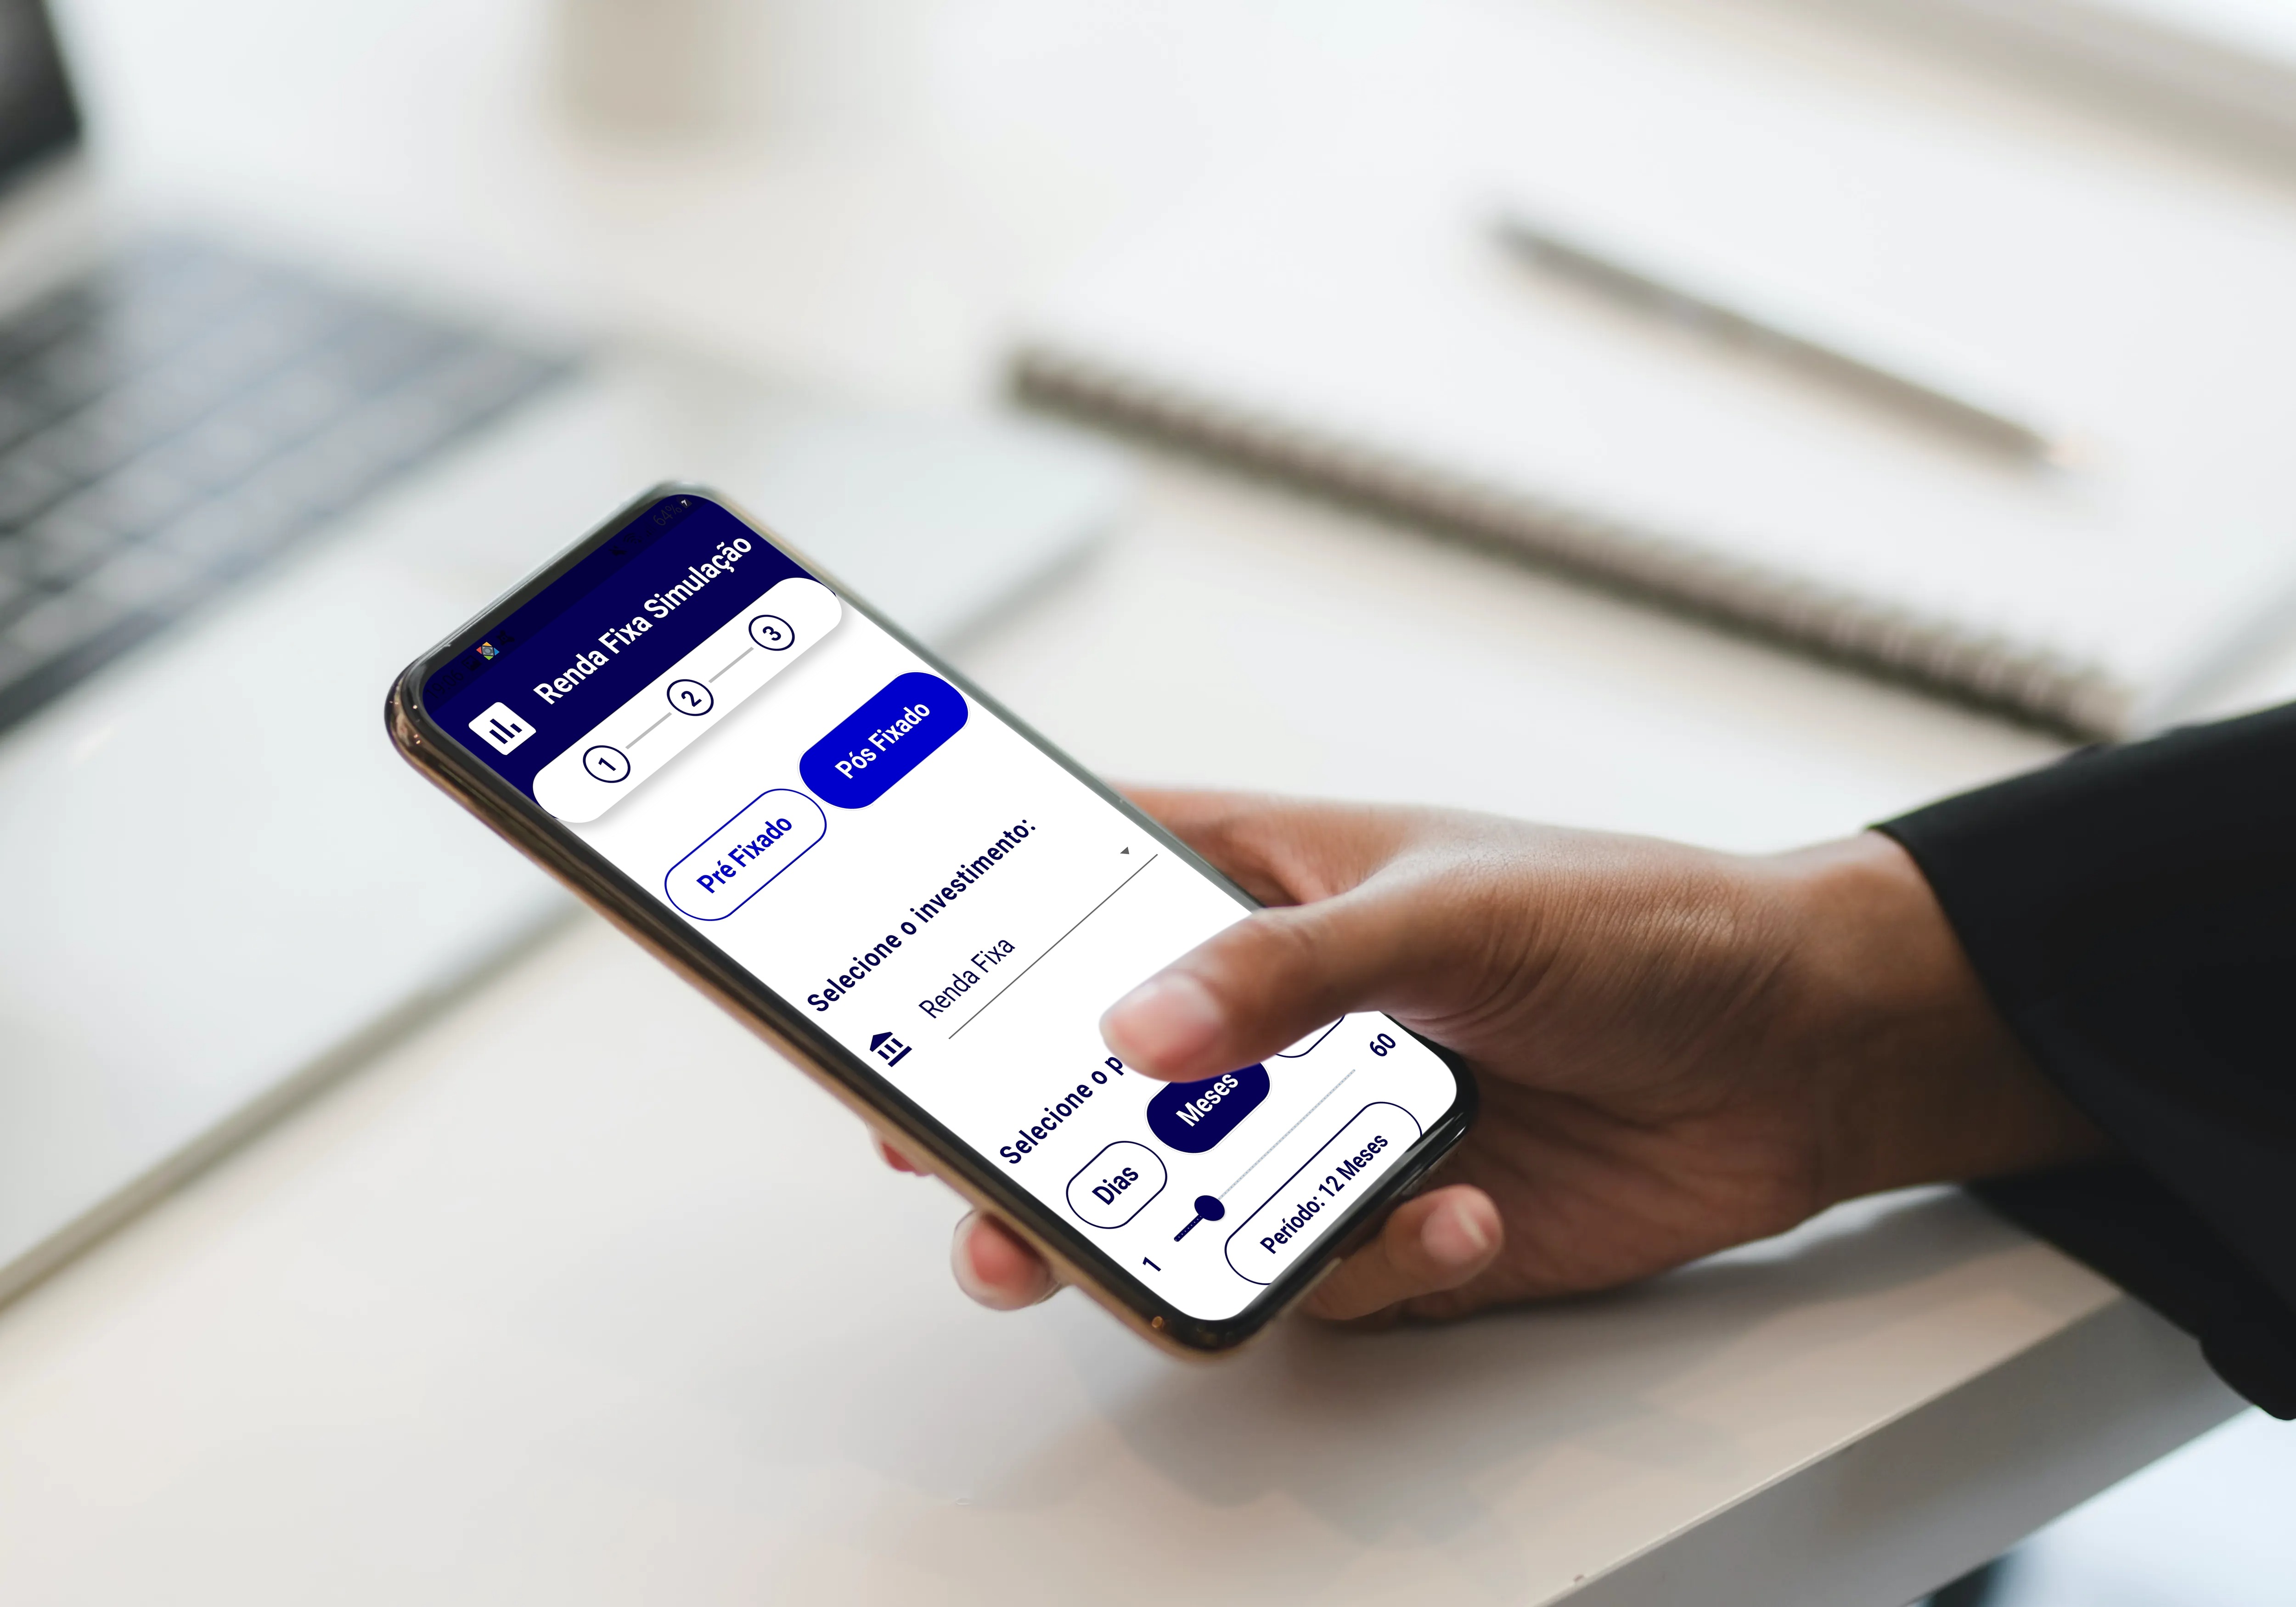 64%
Renda Fixa Simulação
1 2 3
Pré Fixado Pós Fixado
Selecione o investimento:
Renda Fixa
Selecione o p
Dias Meses
1 60
Período: 12 Meses